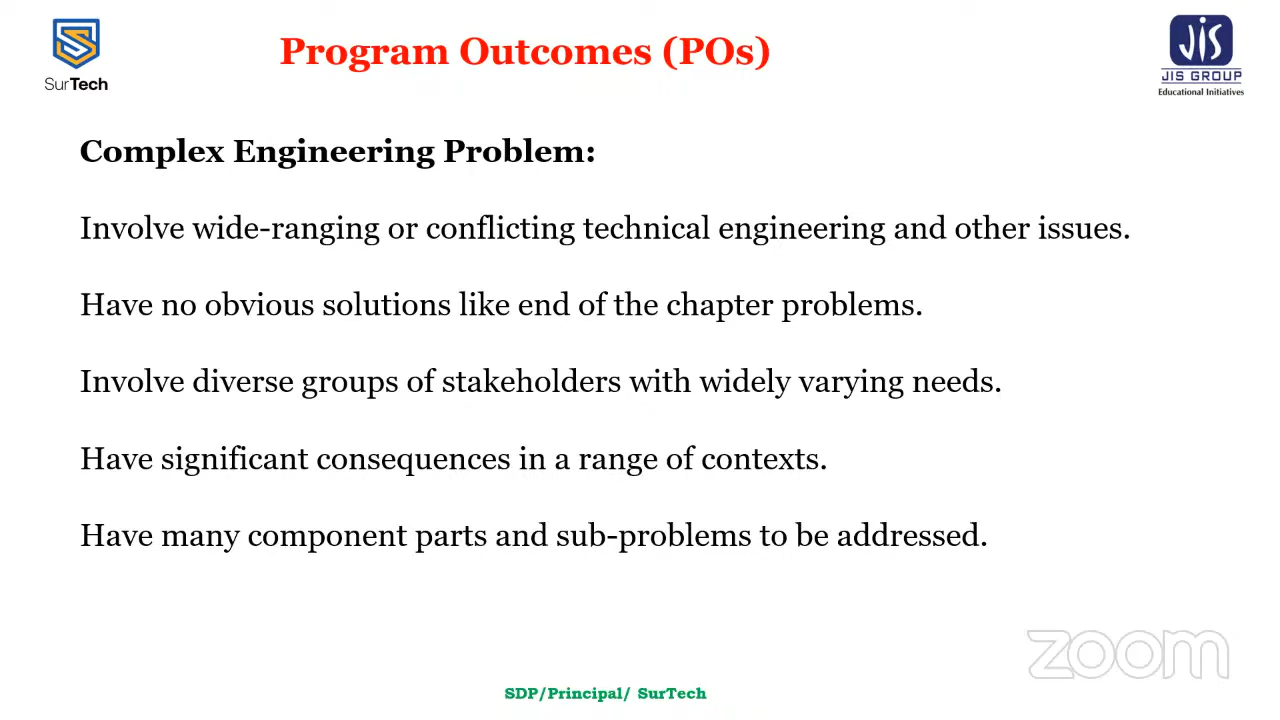 SurTech
Program Outcomes (POs)
JIS
JIS GROUP
Educational Initiatives
Complex Engineering Problem:
Involve wide-ranging or conflicting technical engineering and other issues.
Have no obvious solutions like end of the chapter problems.
Involve diverse groups of stakeholders with widely varying needs.
Have significant consequences in a range of contexts.
Have many component parts and sub-problems to be addressed.
zoom
SDP/Principal/ SurTech